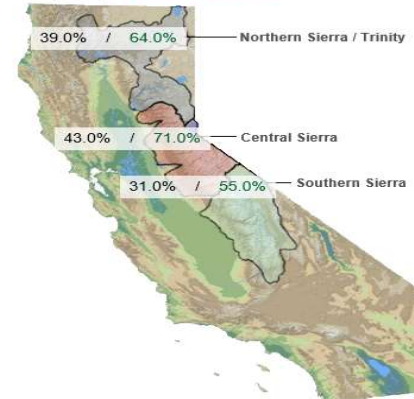 39.0% / 64.0% Northern Sierra / Trinity
43.0% / 71.0% Central Sierra
31.0% / 55.0% Southern Sierra